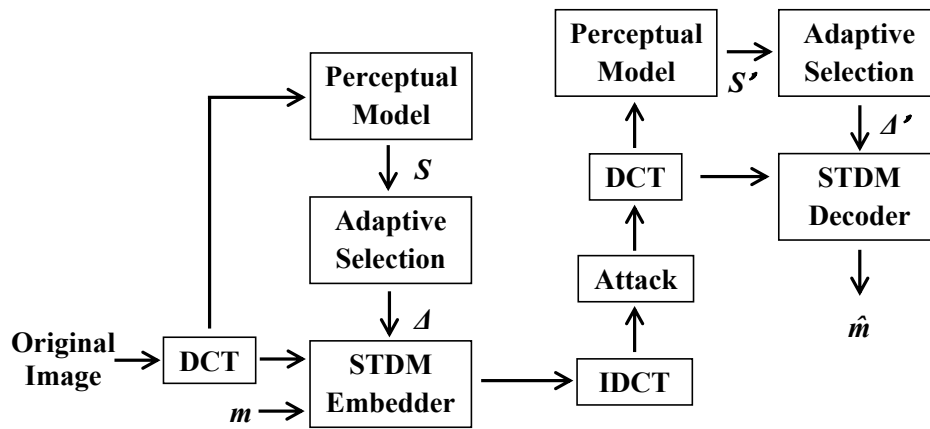 Original
Image
DCT
Perceptual
Model
S
Adaptive
Selection
Δ
m
STDM
Embedder
IDCT
Attack
DCT
Perceptual
Model
S'
Adaptive
Selection
Δ'
STDM
Decoder
m̂